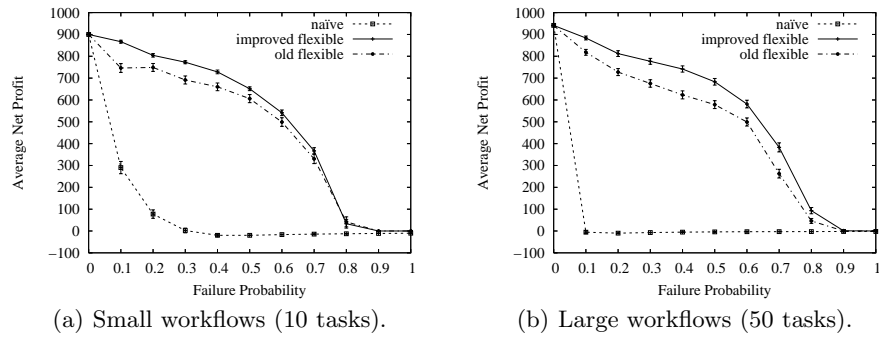 1000
900
800
700
600
500
400
300
200
100
0
−100
Average Net Profit
naïve
improved flexible
old flexible
0 0.1 0.2 0.3 0.4 0.5 0.6 0.7 0.8 0.9 1
Failure Probability
(a) Small workflows (10 tasks).
1000
900
800
700
600
500
400
300
200
100
0
−100
Average Net Profit
naïve
improved flexible
old flexible
0 0.1 0.2 0.3 0.4 0.5 0.6 0.7 0.8 0.9 1
Failure Probability
(b) Large workflows (50 tasks).